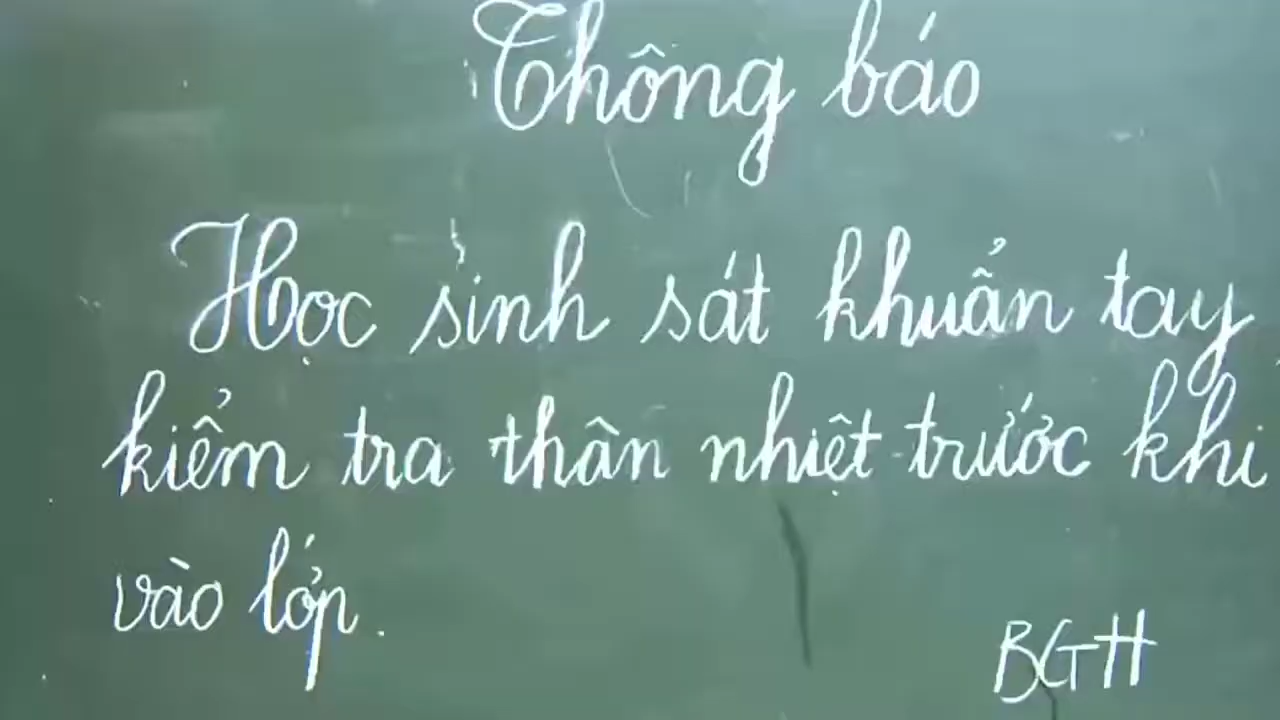 Thông báo
Học sinh sát khuẩn tay
kiểm tra thân nhiệt trước khi
vào lớp.
BGH